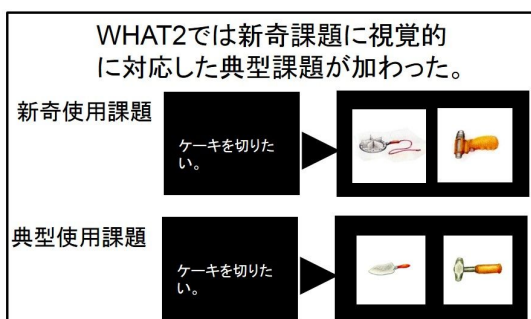 WHAT2では新奇課題に視覚的
に対応した典型課題が加わった。
新奇使用課題
ケーキを切りた
い。
典型使用課題
ケーキを切りた
い。